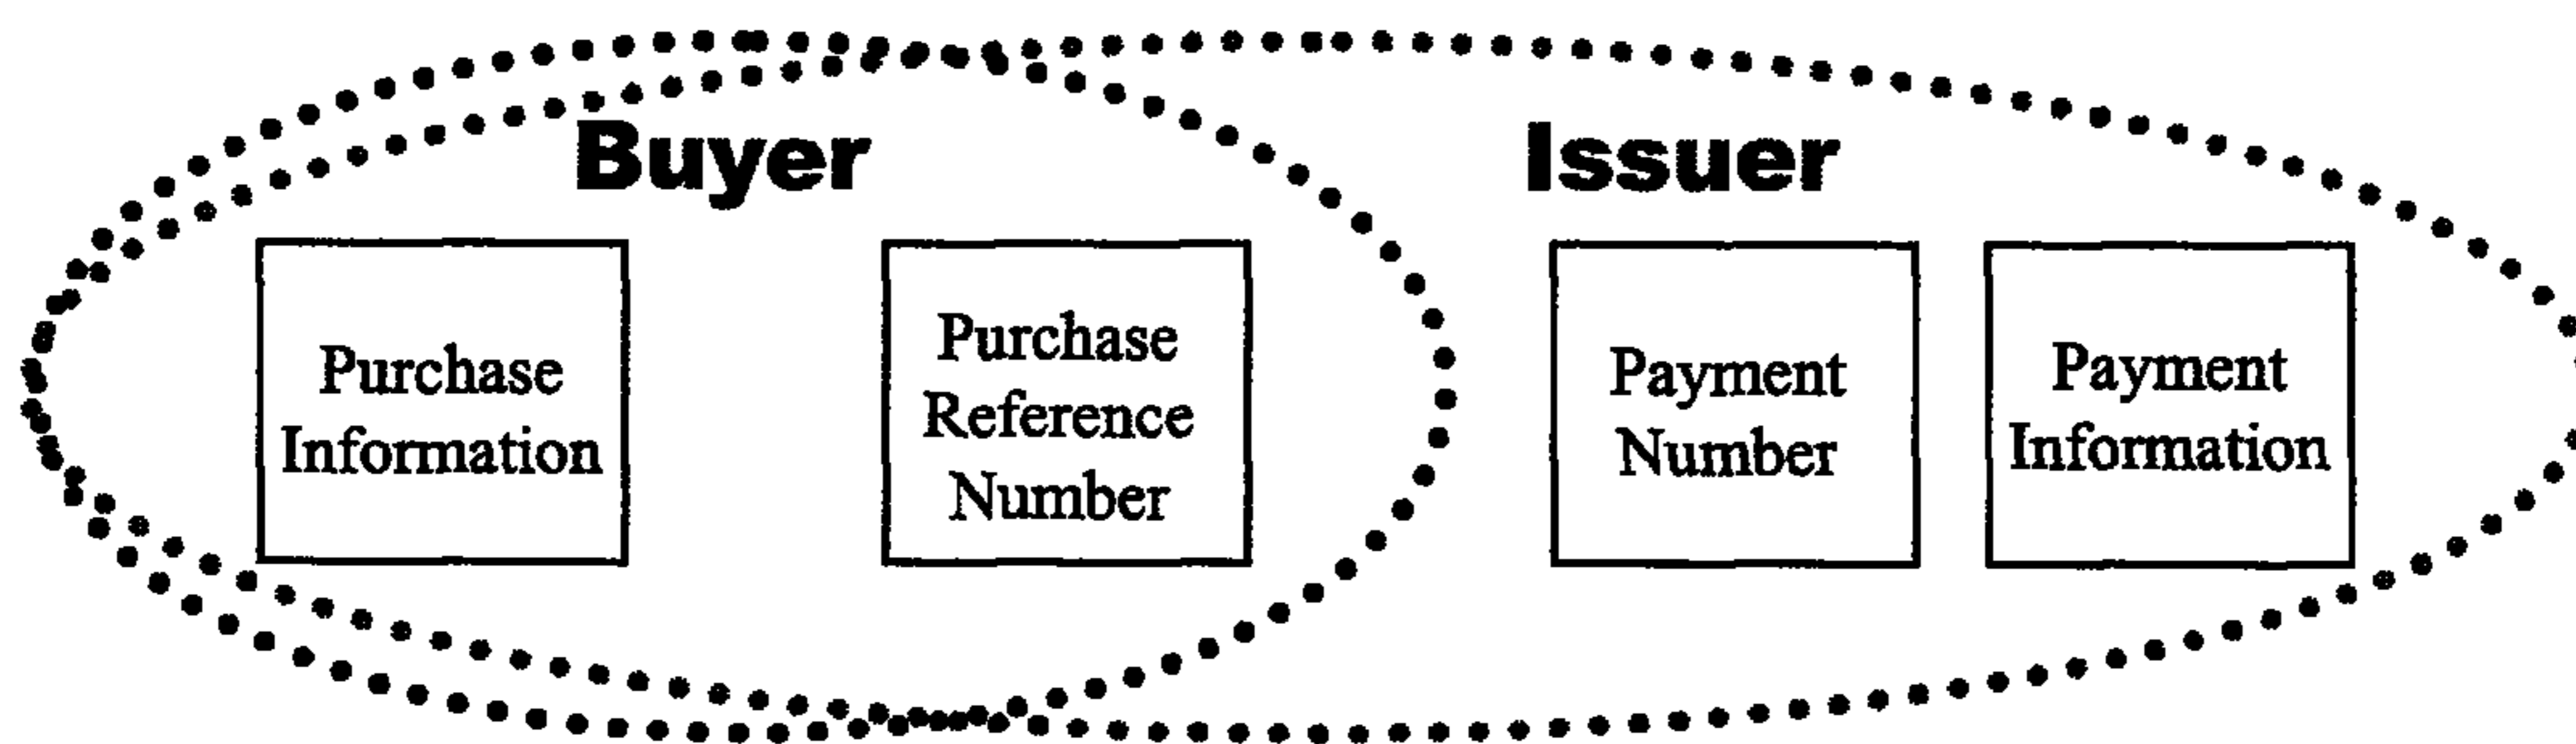 Buyer
Issuer
Purchase
Information
Purchase
Reference
Number
Payment
Number
Payment
Information